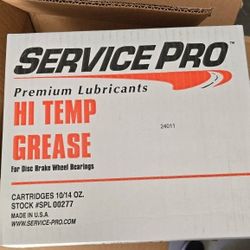 SERVICE PRO
Premium Lubricants
HI TEMP
24011
GREASE
For Disc Brake Wheel Bearings
CARTRIDGES 10/14 OZ.
STOCK #SPL 00277
MADE IN U.S.A
WWW.SERVICE-PRO.COM